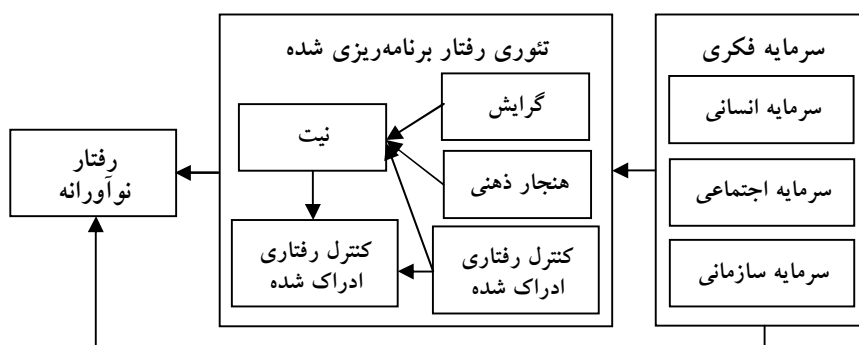 سرمایه فکری
سرمایه انسانی
سرمایه اجتماعی
سرمایه سازمانی
تئوری رفتار برنامه‌ریزی شده
گرایش
هنجار ذهنی
کنترل رفتاری
ادراک شده
نیت
کنترل رفتاری
ادراک شده
رفتار
نوآورانه